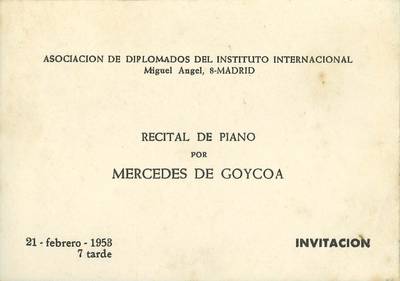 ASOCIACION DE DIPLOMADOS DEL INSTITUTO INTERNACIONAL
Miguel Angel, 8-MADRID
RECITAL DE PIANO
POR
MERCEDES DE GOYCOA
21 - febrero - 1953
7 tarde
INVITACION